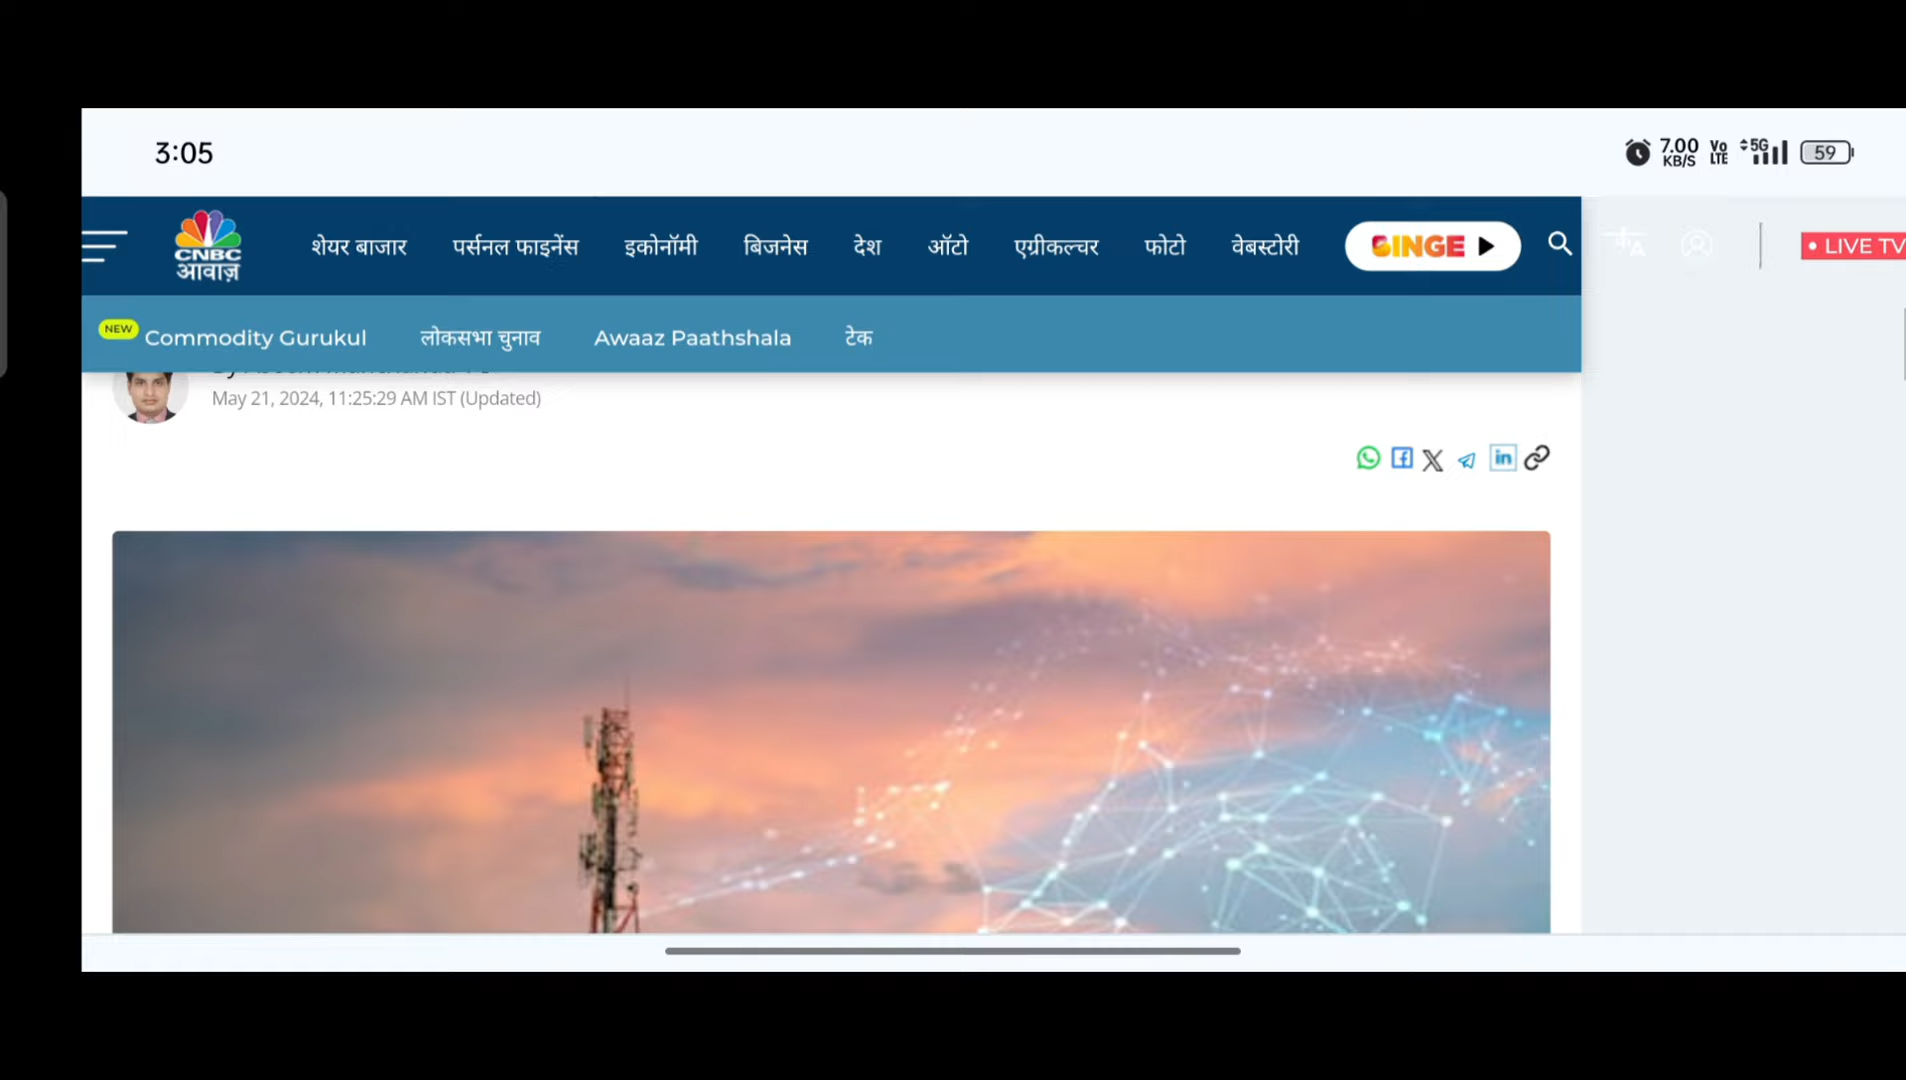 3:05
7.00 KB/S Vo LTE 5G 59
CNBC आवाज़
शेयर बाजार पर्सनल फाइनेंस इकोनॉमी बिजनेस देश ऑटो एग्रीकल्चर फोटो वेबस्टोरी BINGE LIVE TV
NEW Commodity Gurukul लोकसभा चुनाव Awaaz Paathshala टेक
May 21, 2024, 11:25:29 AM IST (Updated)